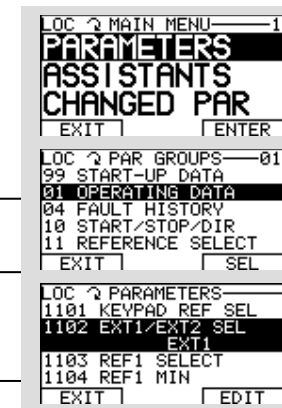 LOC MAIN MENU 1
PARAMETERS
ASSISTANTS
CHANGED PAR
EXIT ENTER
LOC PAR GROUPS 01
99 START-UP DATA
01 OPERATING DATA
04 FAULT HISTORY
10 START/STOP/DIR
11 REFERENCE SELECT
EXIT SEL
LOC PARAMETERS
1101 KEYPAD REF SEL
1102 EXT1/EXT2 SEL
EXT1
1103 REF1 SELECT
1104 REF1 MIN
EXIT EDIT